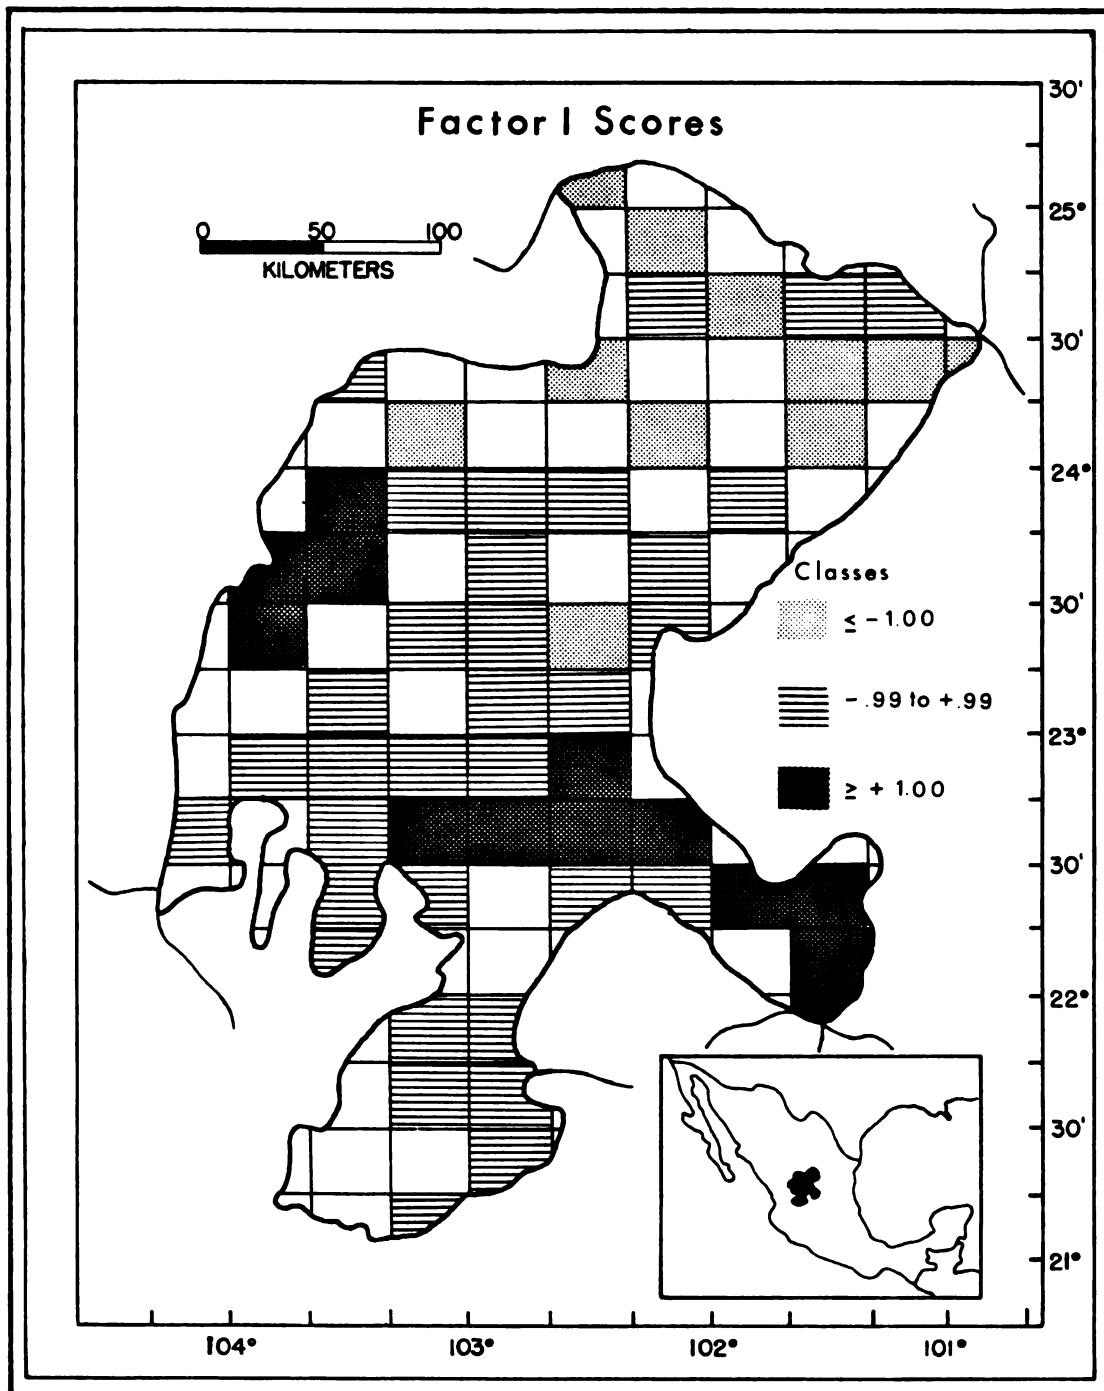 Factor I Scores
0 50 100
KILOMETERS
30'
25°
30'
24°
30'
23°
30'
22°
30'
21°
Classes
≤ - 1.00
- .99 to + .99
≥ + 1.00
104° 103° 102° 101°